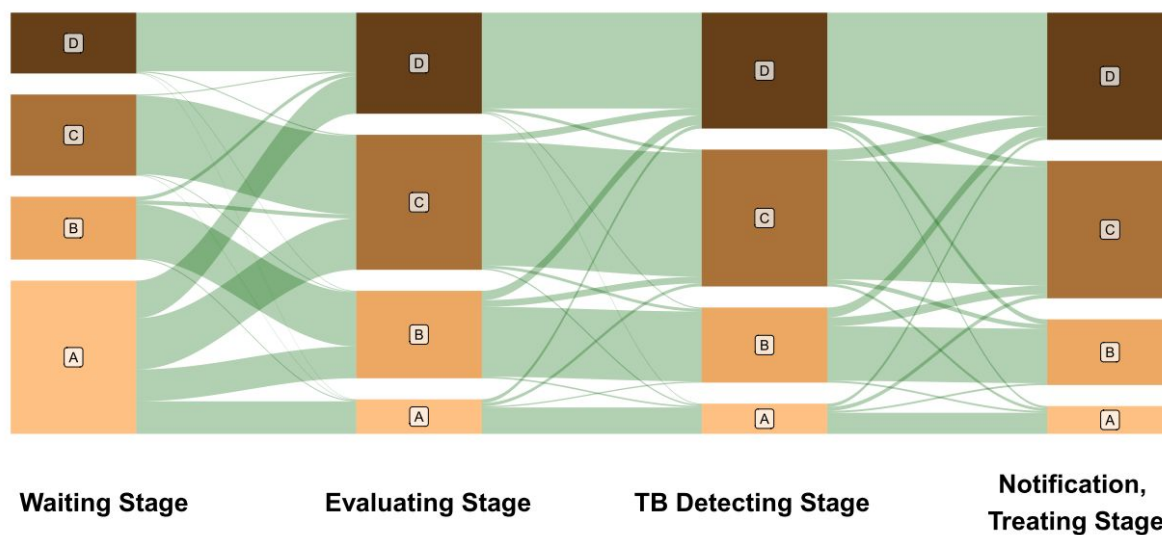 D
C
B
A
D
C
B
A
D
C
B
A
D
C
B
A
Waiting Stage
Evaluating Stage
TB Detecting Stage
Notification,
Treating Stage